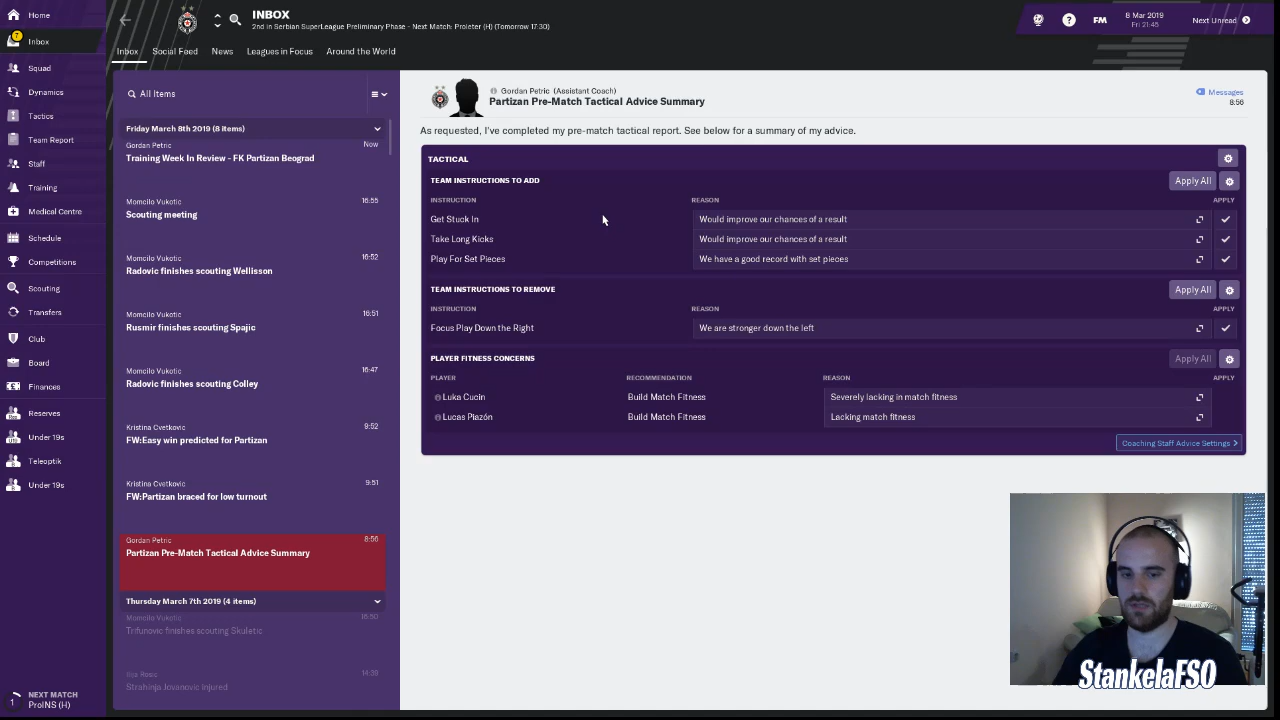 Home
7
Inbox
Squad
Dynamics
Tactics
Team Report
Staff
Training
Medical Centre
Schedule
Competitions
Scouting
Transfers
Club
Board
Finances
Reserves
Under 19s
Teleoptik
Under 19s
1
NEXT MATCH
ProINS (H)
INBOX
2nd in Serbian SuperLeague Preliminary Phase - Next Match: Proleter (H) (Tomorrow 17:30)
FM
8 Mar 2019
Fri 21:45
Next Unread
Inbox Social Feed News Leagues in Focus Around the World
All Items
Friday March 8th 2019 (8 items)
Gordan Petric Now
Training Week In Review - FK Partizan Beograd
Momcilo Vukotic 16:55
Scouting meeting
Momcilo Vukotic 16:52
Radovic finishes scouting Wellisson
Momcilo Vukotic 16:51
Rusmir finishes scouting Spajic
Momcilo Vukotic 16:47
Radovic finishes scouting Colley
Kristina Cvetkovic 9:52
FW:Easy win predicted for Partizan
Kristina Cvetkovic 9:51
FW:Partizan braced for low turnout
Gordan Petric 8:56
Partizan Pre-Match Tactical Advice Summary
Thursday March 7th 2019 (4 items)
Momcilo Vukotic 16:50
Trifunovic finishes scouting Skuletic
14:38
Strahinja Jovanovic injured
Gordan Petric (Assistant Coach)
Partizan Pre-Match Tactical Advice Summary
Messages
8:56
As requested, I've completed my pre-match tactical report. See below for a summary of my advice.
TACTICAL
TEAM INSTRUCTIONS TO ADD Apply All
INSTRUCTION REASON APPLY
Get Stuck In Would improve our chances of a result
Take Long Kicks Would improve our chances of a result
Play For Set Pieces We have a good record with set pieces
TEAM INSTRUCTIONS TO REMOVE Apply All
INSTRUCTION REASON APPLY
Focus Play Down the Right We are stronger down the left
PLAYER FITNESS CONCERNS Apply All
PLAYER RECOMMENDATION REASON APPLY
Luka Cucin Build Match Fitness Severely lacking in match fitness
Lucas Piazón Build Match Fitness Lacking match fitness
Coaching Staff Advice Settings
StankelaFSO